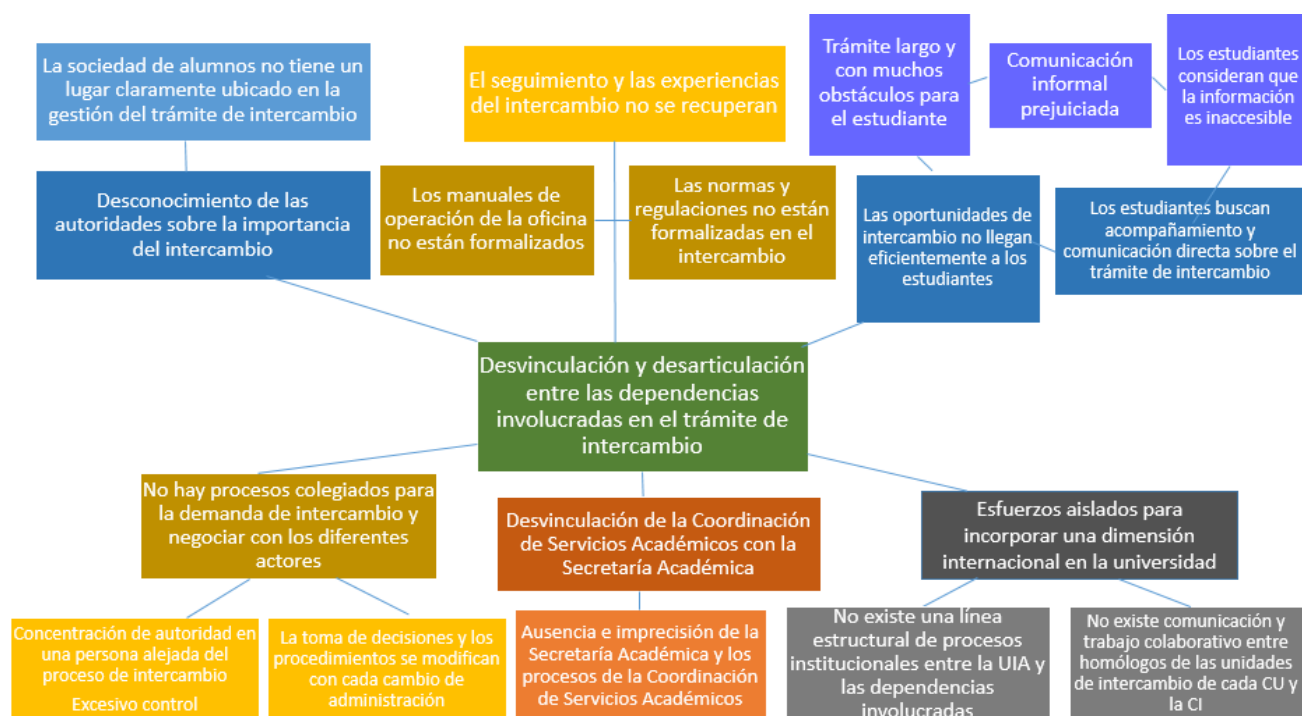 La sociedad de alumnos no tiene un
lugar claramente ubicado en la
gestión del trámite de intercambio
El seguimiento y las experiencias
del intercambio no se recuperan
Trámite largo y
con muchos
obstáculos para
el estudiante
Comunicación
informal
prejuiciada
Los estudiantes
consideran que
la información
es inaccesible
Desconocimiento de las
autoridades sobre la importancia
del intercambio
Los manuales de
operación de la oficina
no están formalizados
Las normas y
regulaciones no están
formalizadas en el
intercambio
Las oportunidades de
intercambio no llegan
eficientemente a los
estudiantes
Los estudiantes buscan
acompañamiento y
comunicación directa sobre el
trámite de intercambio
Desvinculación y desarticulación
entre las dependencias
involucradas en el trámite de
intercambio
No hay procesos colegiados para
la demanda de intercambio y
negociar con los diferentes
actores
Desvinculación de la Coordinación
de Servicios Académicos con la
Secretaría Académica
Esfuerzos aislados para
incorporar una dimensión
internacional en la universidad
Concentración de autoridad en
una persona alejada del
proceso de intercambio
Excesivo control
La toma de decisiones y los
procedimientos se modifican
con cada cambio de
administración
Ausencia e imprecisión de la
Secretaría Académica y los
procesos de la Coordinación
de Servicios Académicos
No existe una línea
estructural de procesos
institucionales entre la UIA y
las dependencias
involucradas
No existe comunicación y
trabajo colaborativo entre
homólogos de las unidades
de intercambio de cada CU y
la CI